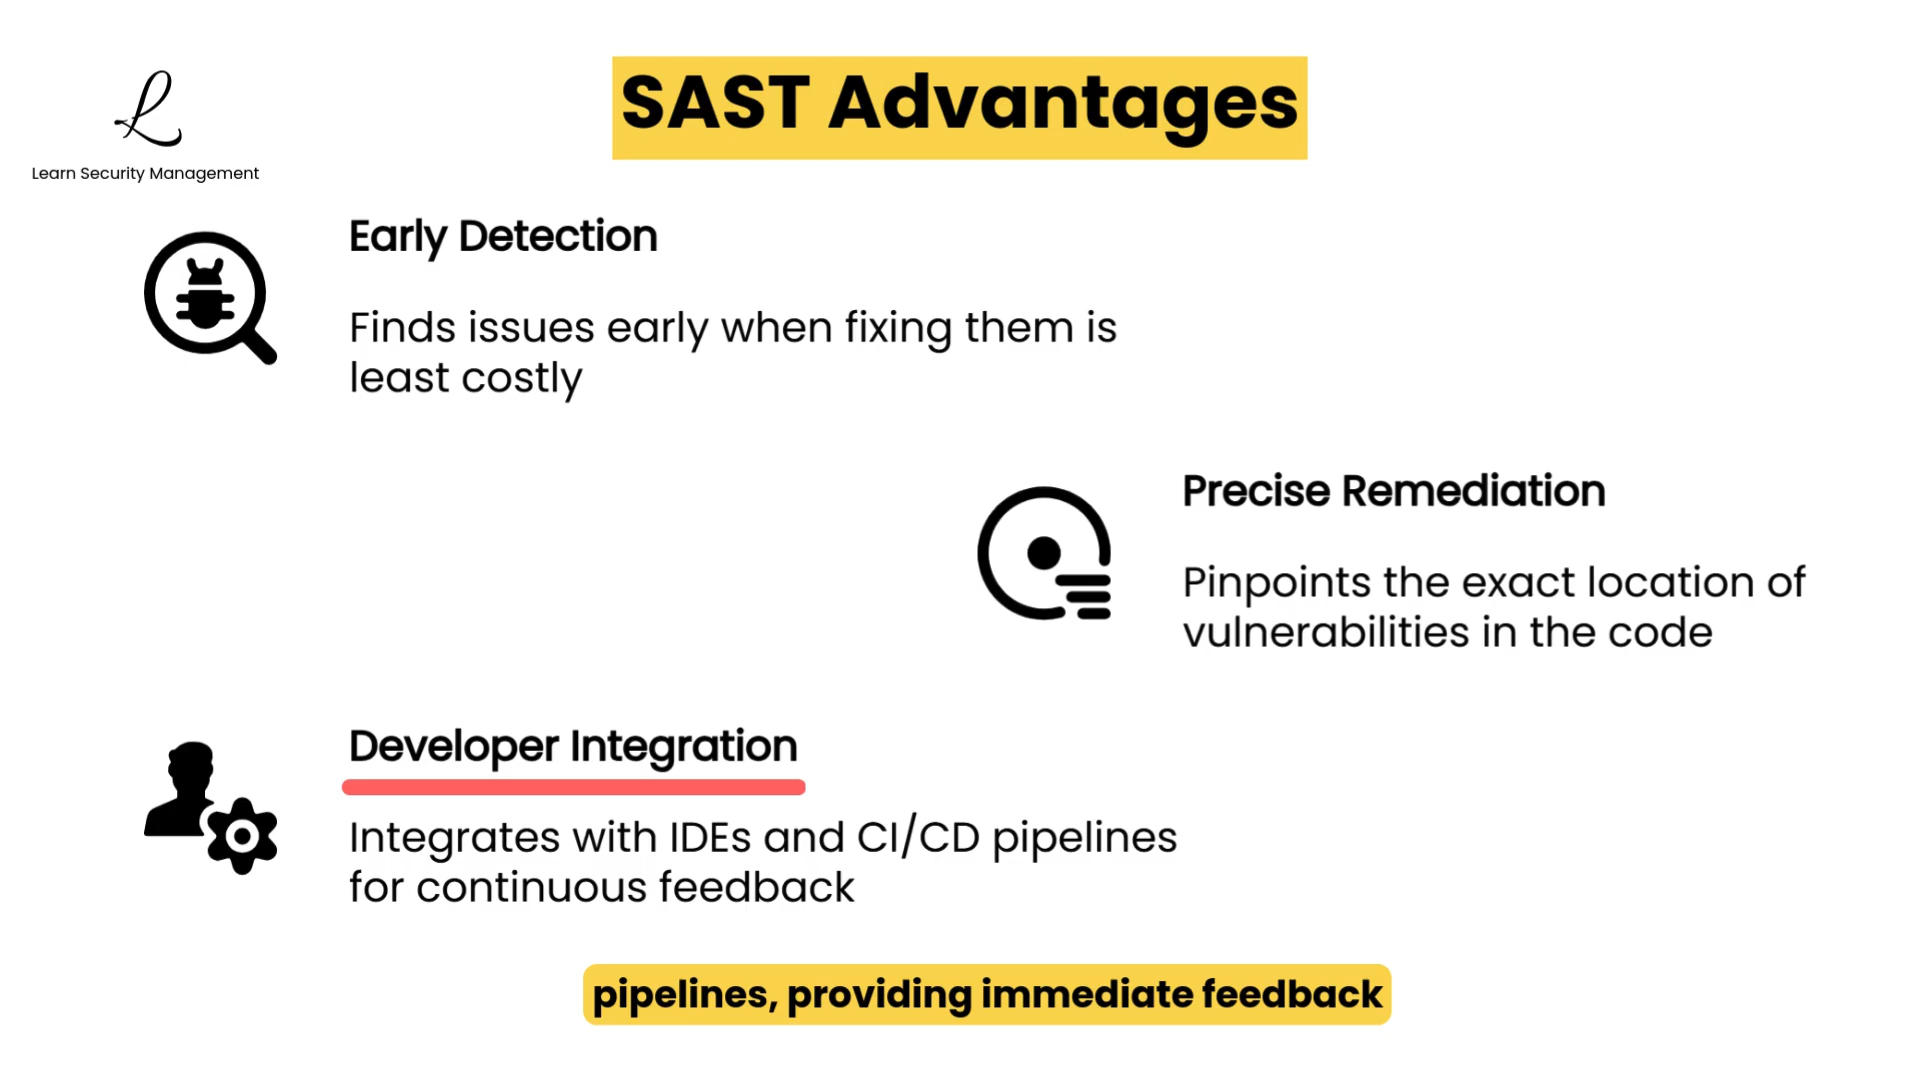 SAST Advantages
L
Learn Security Management
Early Detection
Finds issues early when fixing them is
least costly
Precise Remediation
Pinpoints the exact location of
vulnerabilities in the code
Developer Integration
Integrates with IDEs and CI/CD pipelines
for continuous feedback
pipelines, providing immediate feedback